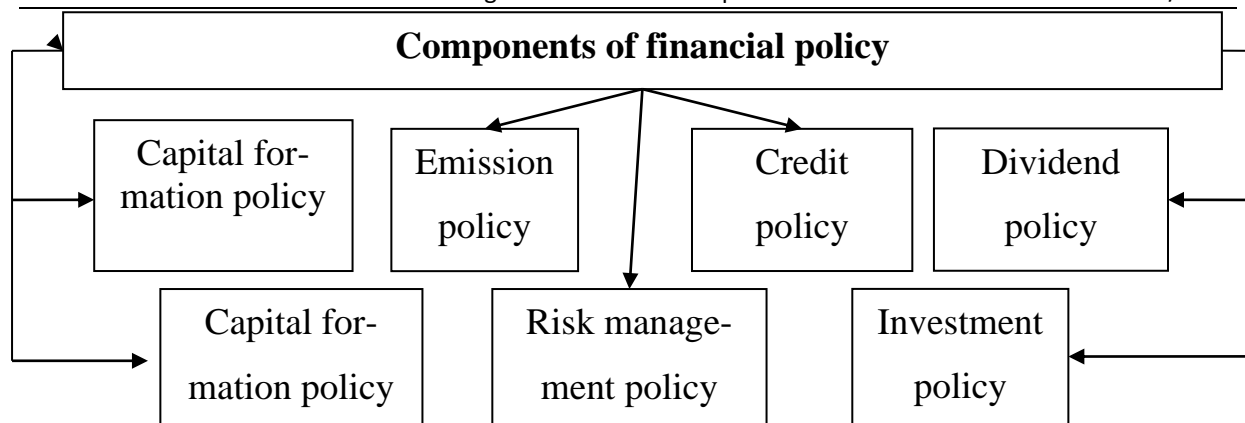 Components of financial policy
Capital for-
mation policy
Emission
policy
Credit
policy
Dividend
policy
Capital for-
mation policy
Risk manage-
ment policy
Investment
policy